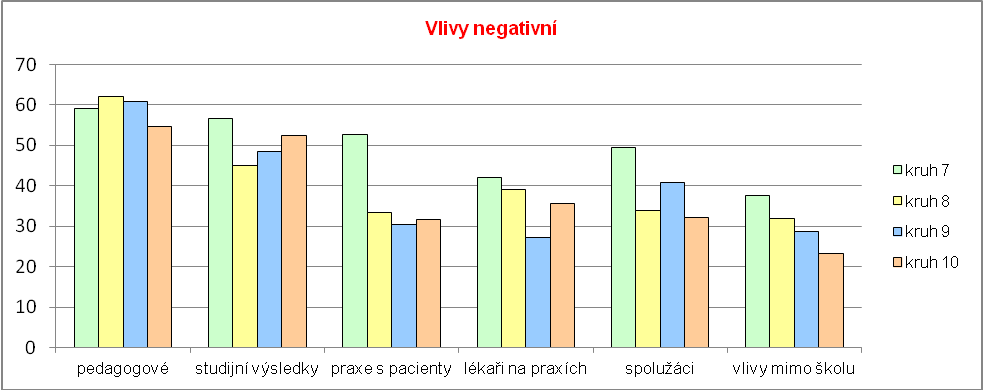 Vlivy negativní
70
60
50
40
30
20
10
0
pedagogové studijní výsledky praxe s pacienty lékaři na praxích spolužáci vlivy mimo školu
kruh 7
kruh 8
kruh 9
kruh 10